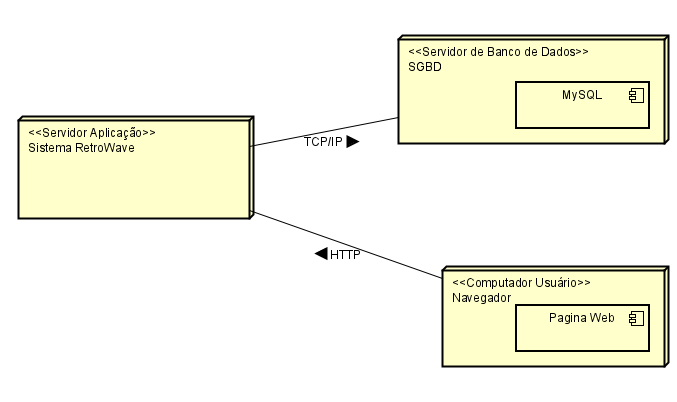 <<Servidor de Banco de Dados>>
SGBD
MySQL
<<Servidor Aplicação>>
Sistema RetroWave
TCP/IP
HTTP
<<Computador Usuário>>
Navegador
Pagina Web